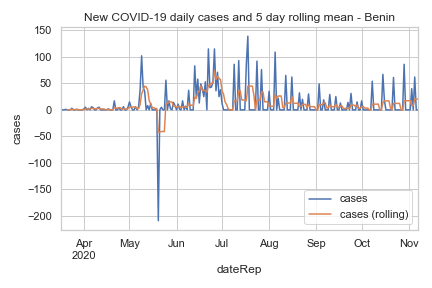 New COVID-19 daily cases and 5 day rolling mean - Benin
150
100
50
0
−50
−100
−150
−200
cases
Apr
2020
May
Jun
Jul
Aug
Sep
Oct
Nov
dateRep
cases
cases (rolling)